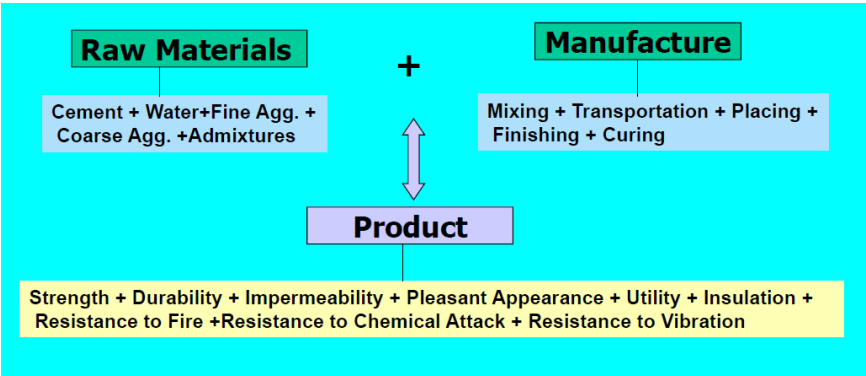 Raw Materials
+
Manufacture
Cement + Water+Fine Agg. +
Coarse Agg. +Admixtures
Mixing + Transportation + Placing +
Finishing + Curing
Product
Strength + Durability + Impermeability + Pleasant Appearance + Utility + Insulation +
Resistance to Fire +Resistance to Chemical Attack + Resistance to Vibration